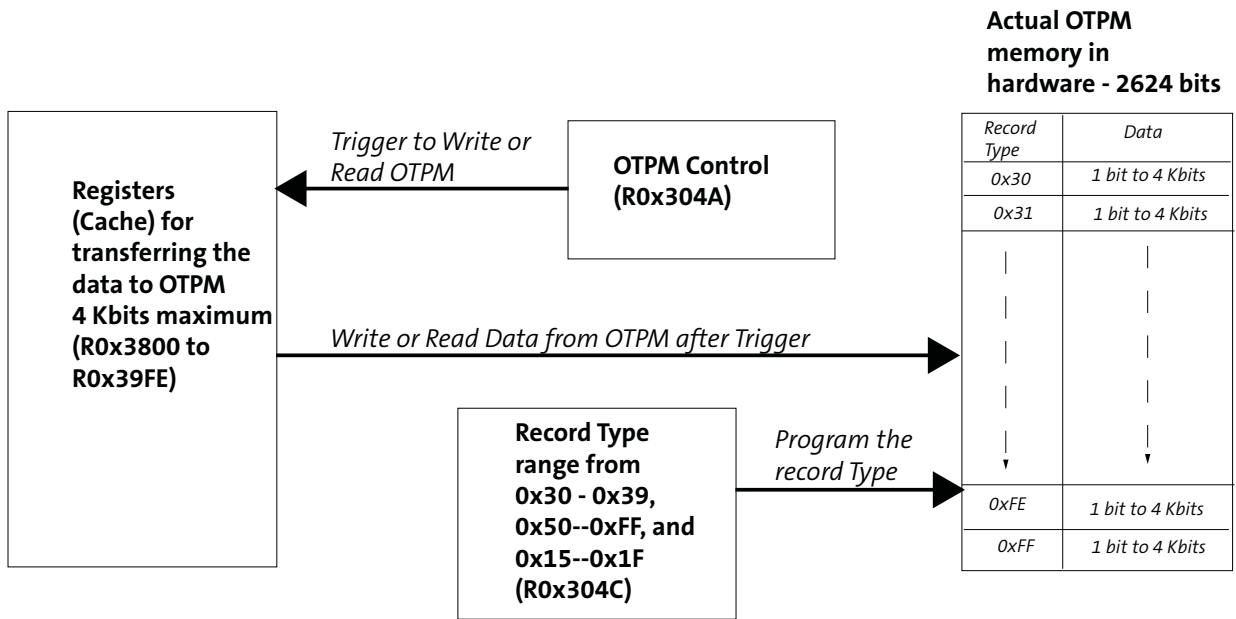 Actual OTPM
memory in
hardware - 2624 bits
Trigger to Write or
Read OTPM
OTPM Control
(R0x304A)
Registers
(Cache) for
transferring the
data to OTPM
4 Kbits maximum
(R0x3800 to
R0x39FE)
Write or Read Data from OTPM after Trigger
Record Type
range from
0x30 - 0x39,
0x50--0xFF, and
0x15--0x1F
(R0x304C)
Program the
record Type
Record
Type
Data
0x30
1 bit to 4 Kbits
0x31
1 bit to 4 Kbits
0xFE
1 bit to 4 Kbits
0xFF
1 bit to 4 Kbits